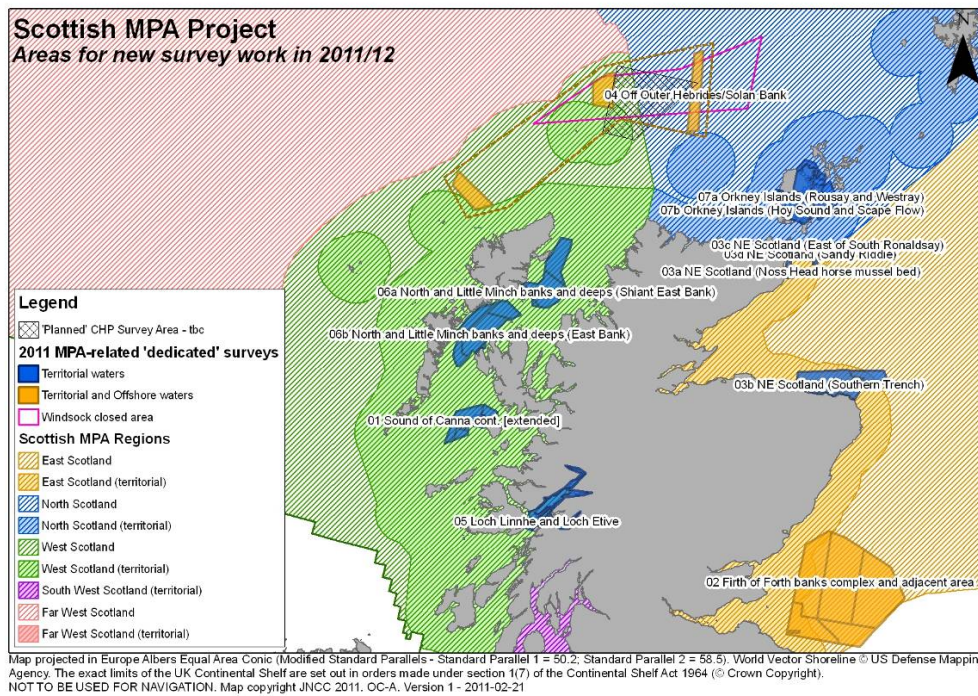 Scottish MPA Project
Areas for new survey work in 2011/12
N
04 Off Outer Hebrides/Solan Bank
07a Orkney Islands (Rousay and Westray)
07b Orkney Islands (Hoy Sound and Scape Flow)
03c NE Scotland (East of South Ronaldsay)
03d NE Scotland (Sandy Riddle)
03a NE Scotland (Noss Head horse mussel bed)
06a North and Little Minch banks and deeps (Shiant East Bank)
06b North and Little Minch banks and deeps (East Bank)
03b NE Scotland (Southern Trench)
01 Sound of Canna cont. [extended]
05 Loch Linnhe and Loch Etive
02 Firth of Forth banks complex and adjacent area
Legend
'Planned' CHP Survey Area - tbc
2011 MPA-related 'dedicated' surveys
Territorial waters
Territorial and Offshore waters
Windsock closed area
Scottish MPA Regions
East Scotland
East Scotland (territorial)
North Scotland
North Scotland (territorial)
West Scotland
West Scotland (territorial)
South West Scotland (territorial)
Far West Scotland
Far West Scotland (territorial)
Map projected in Europe Albers Equal Area Conic (Modified Standard Parallels - Standard Parallel 1 = 50.2; Standard Parallel 2 = 58.5). World Vector Shoreline © US Defense Mapping
Agency. The exact limits of the UK Continental Shelf are set out in orders made under section 1(7) of the Continental Shelf Act 1964 (© Crown Copyright).
NOT TO BE USED FOR NAVIGATION. Map copyright JNCC 2011. OC-A. Version 1 - 2011-02-21